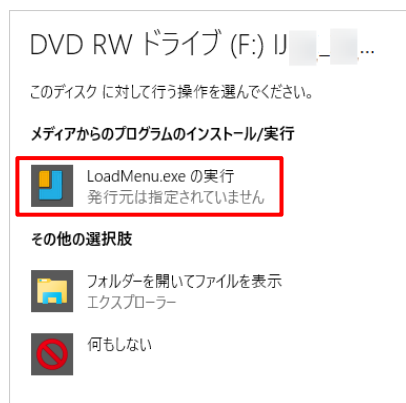 DVD RW ドライブ (F:) IJ _ ...
このディスク に対して行う操作を選んでください。
メディアからのプログラムのインストール/実行
LoadMenu.exe の実行
発行元は指定されていません
その他の選択肢
フォルダーを開いてファイルを表示
エクスプローラー
何もしない